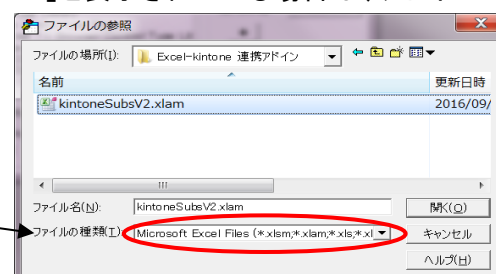 ファイルの参照
ファイルの場所(I): Excel-kintone 連携アドイン
名前 更新日時
kintoneSubsV2.xlam 2016/09/
ファイル名(N): kintoneSubsV2.xlam 開く(O)
ファイルの種類(T): Microsoft Excel Files (*.xlsm;*.xlam;*.xls;*.xl キャンセル
ヘルプ(H)